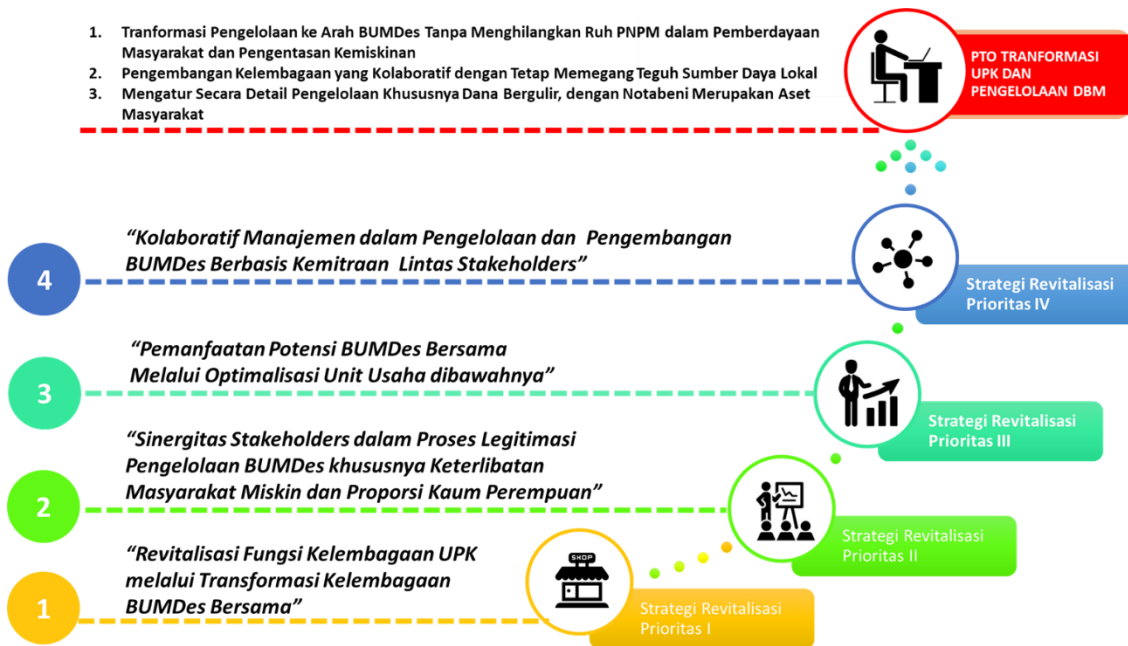 1. Tranformasi Pengelolaan ke Arah BUMDes Tanpa Menghilangkan Ruh PNPM dalam Pemberdayaan
Masyarakat dan Pengentasan Kemiskinan
2. Pengembangan Kelembagaan yang Kolaboratif dengan Tetap Memegang Teguh Sumber Daya Lokal
3. Mengatur Secara Detail Pengelolaan Khususnya Dana Bergulir, dengan Notabeni Merupakan Aset
Masyarakat
PTO TRANFORMASI
UPK DAN
PENGELOLAAN DBM
4
“Kolaboratif Manajemen dalam Pengelolaan dan Pengembangan
BUMDes Berbasis Kemitraan Lintas Stakeholders”
Strategi Revitalisasi
Prioritas IV
3
“Pemanfaatan Potensi BUMDes Bersama
Melalui Optimalisasi Unit Usaha dibawahnya”
Strategi Revitalisasi
Prioritas III
2
“Sinergitas Stakeholders dalam Proses Legitimasi
Pengelolaan BUMDes khususnya Keterlibatan
Masyarakat Miskin dan Proporsi Kaum Perempuan”
Strategi Revitalisasi
Prioritas II
1
“Revitalisasi Fungsi Kelembagaan UPK
melalui Transformasi Kelembagaan
BUMDes Bersama”
SHOP
Strategi Revitalisasi
Prioritas I